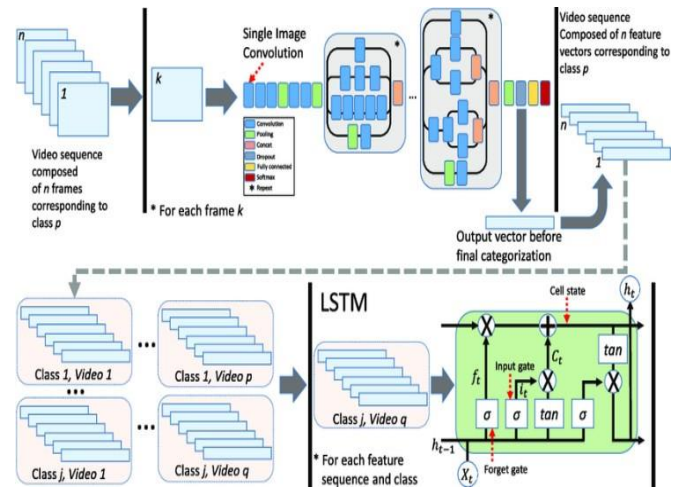 n
1
Video sequence
composed
of n frames
corresponding to
class p
k
* For each frame k
Single Image
Convolution
Convolution
Pooling
Concat
Dropout
Fully connected
Softmax
* Repeat
*
...
*
Output vector before
final categorization
Video sequence
Composed of n feature
vectors corresponding to
class p
n
1
Class 1, Video 1
...
Class 1, Video p
...
Class j, Video 1
...
Class j, Video q
LSTM
Class j, Video q
* For each feature
sequence and class
Cell state
h_t
X
+
tan
f_t
Input gate
i_t
C_t
X
X
σ
σ
tan
σ
h_{t-1}
Forget gate
X_t